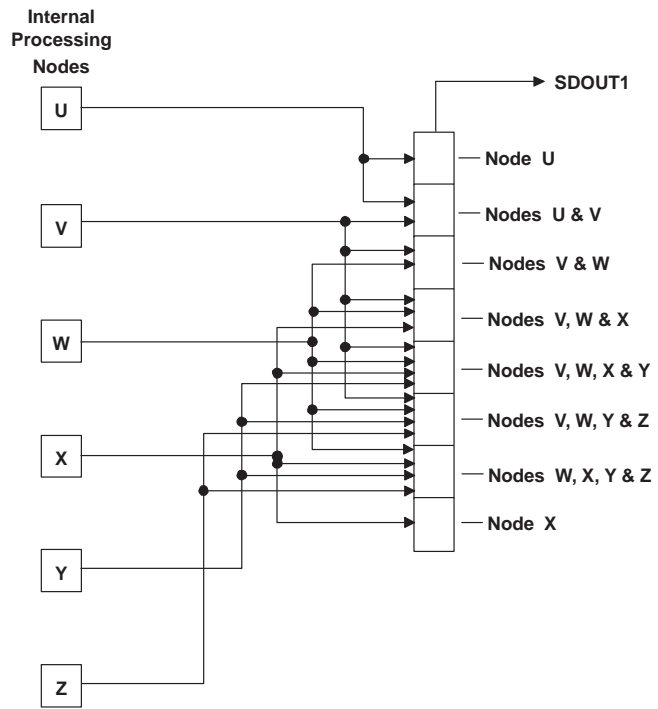 Internal
Processing
Nodes
SDOUT1
U
Node U
V
Nodes U & V
Nodes V & W
W
Nodes V, W & X
Nodes V, W, X & Y
Nodes V, W, Y & Z
X
Nodes W, X, Y & Z
Node X
Y
Z